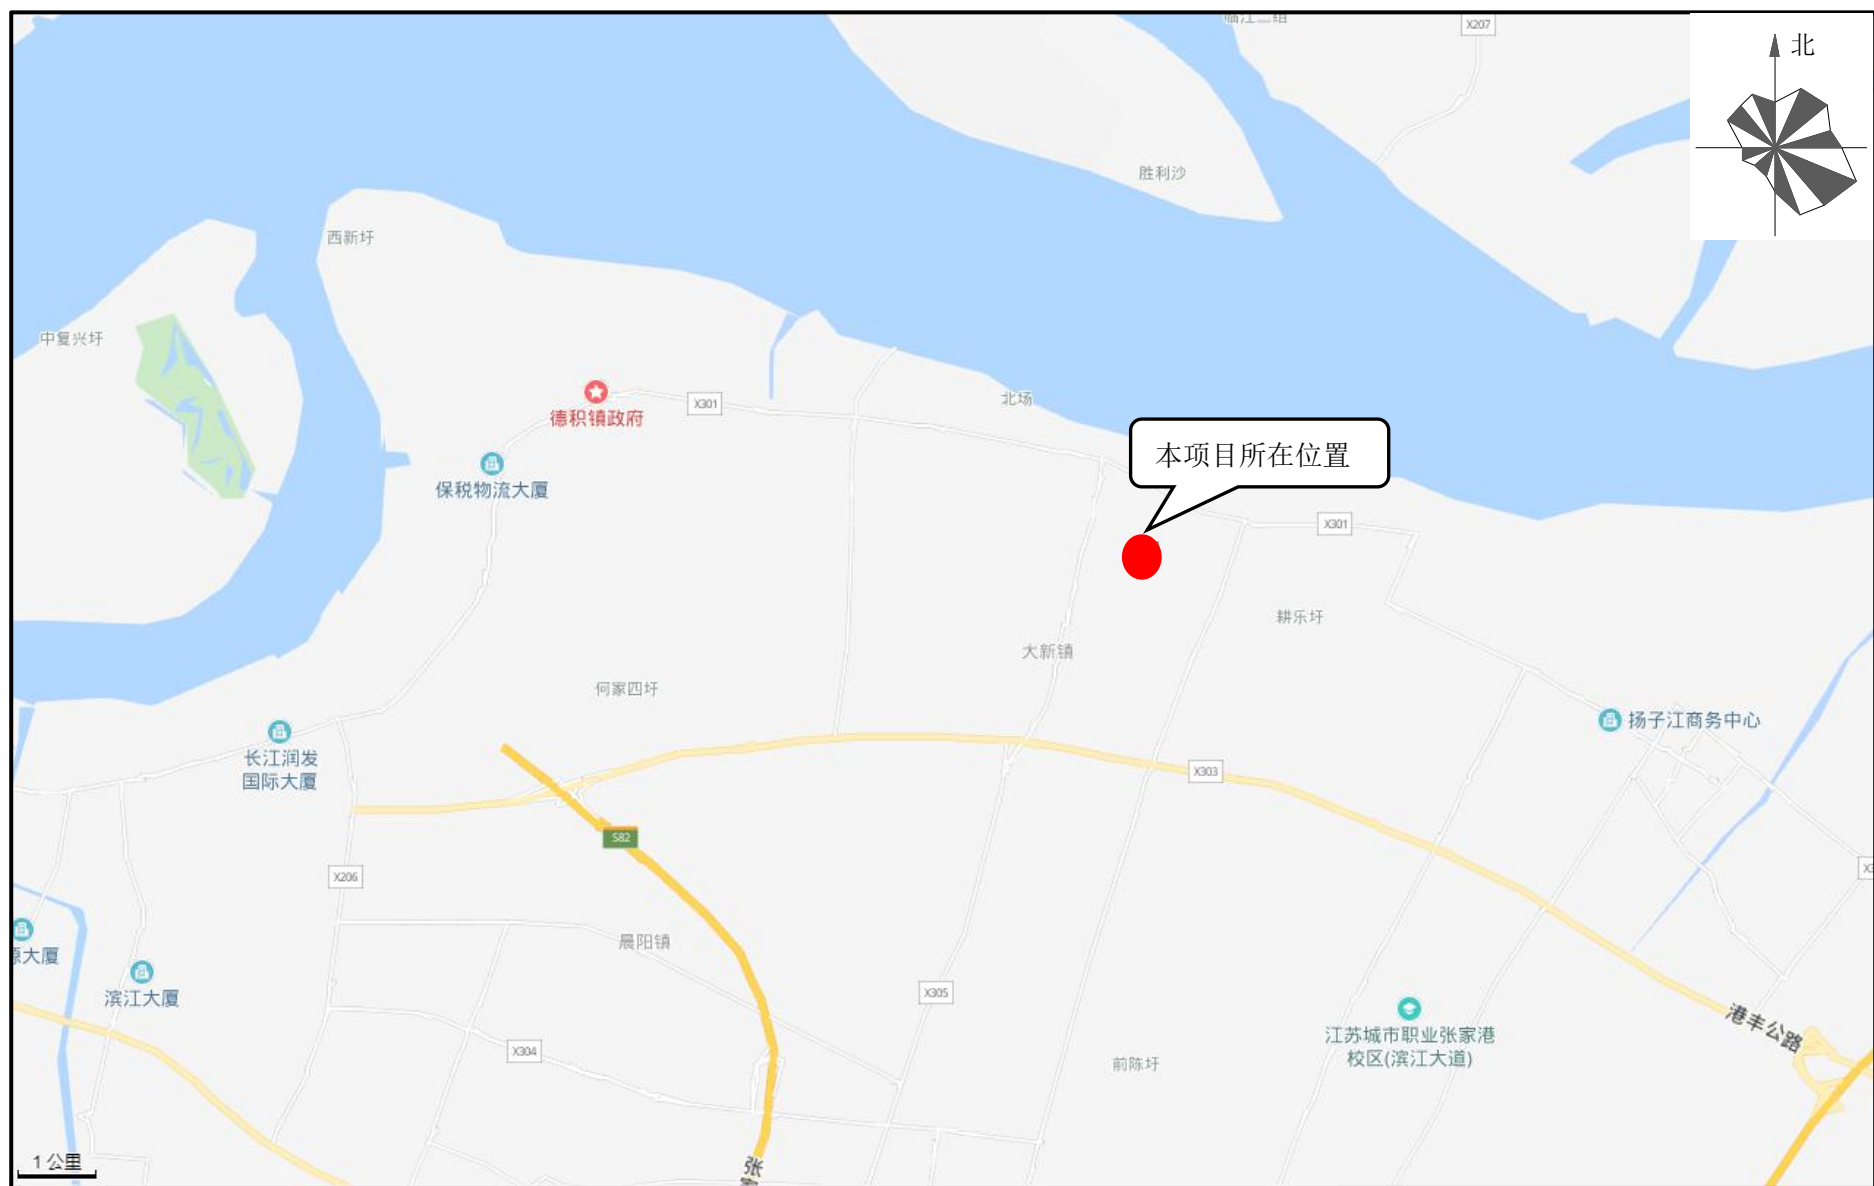 临江二组
X207
北
胜利沙
西新圩
中复兴圩
德积镇政府
X301
北场
本项目所在位置
保税物流大厦
X301
耕乐圩
大新镇
何家四圩
扬子江商务中心
长江润发
国际大厦
X303
S82
X206
晨阳镇
大厦
滨江大厦
X305
江苏城市职业张家港
校区(滨江大道)
港丰公路
X304
前陈圩
1 公里
张